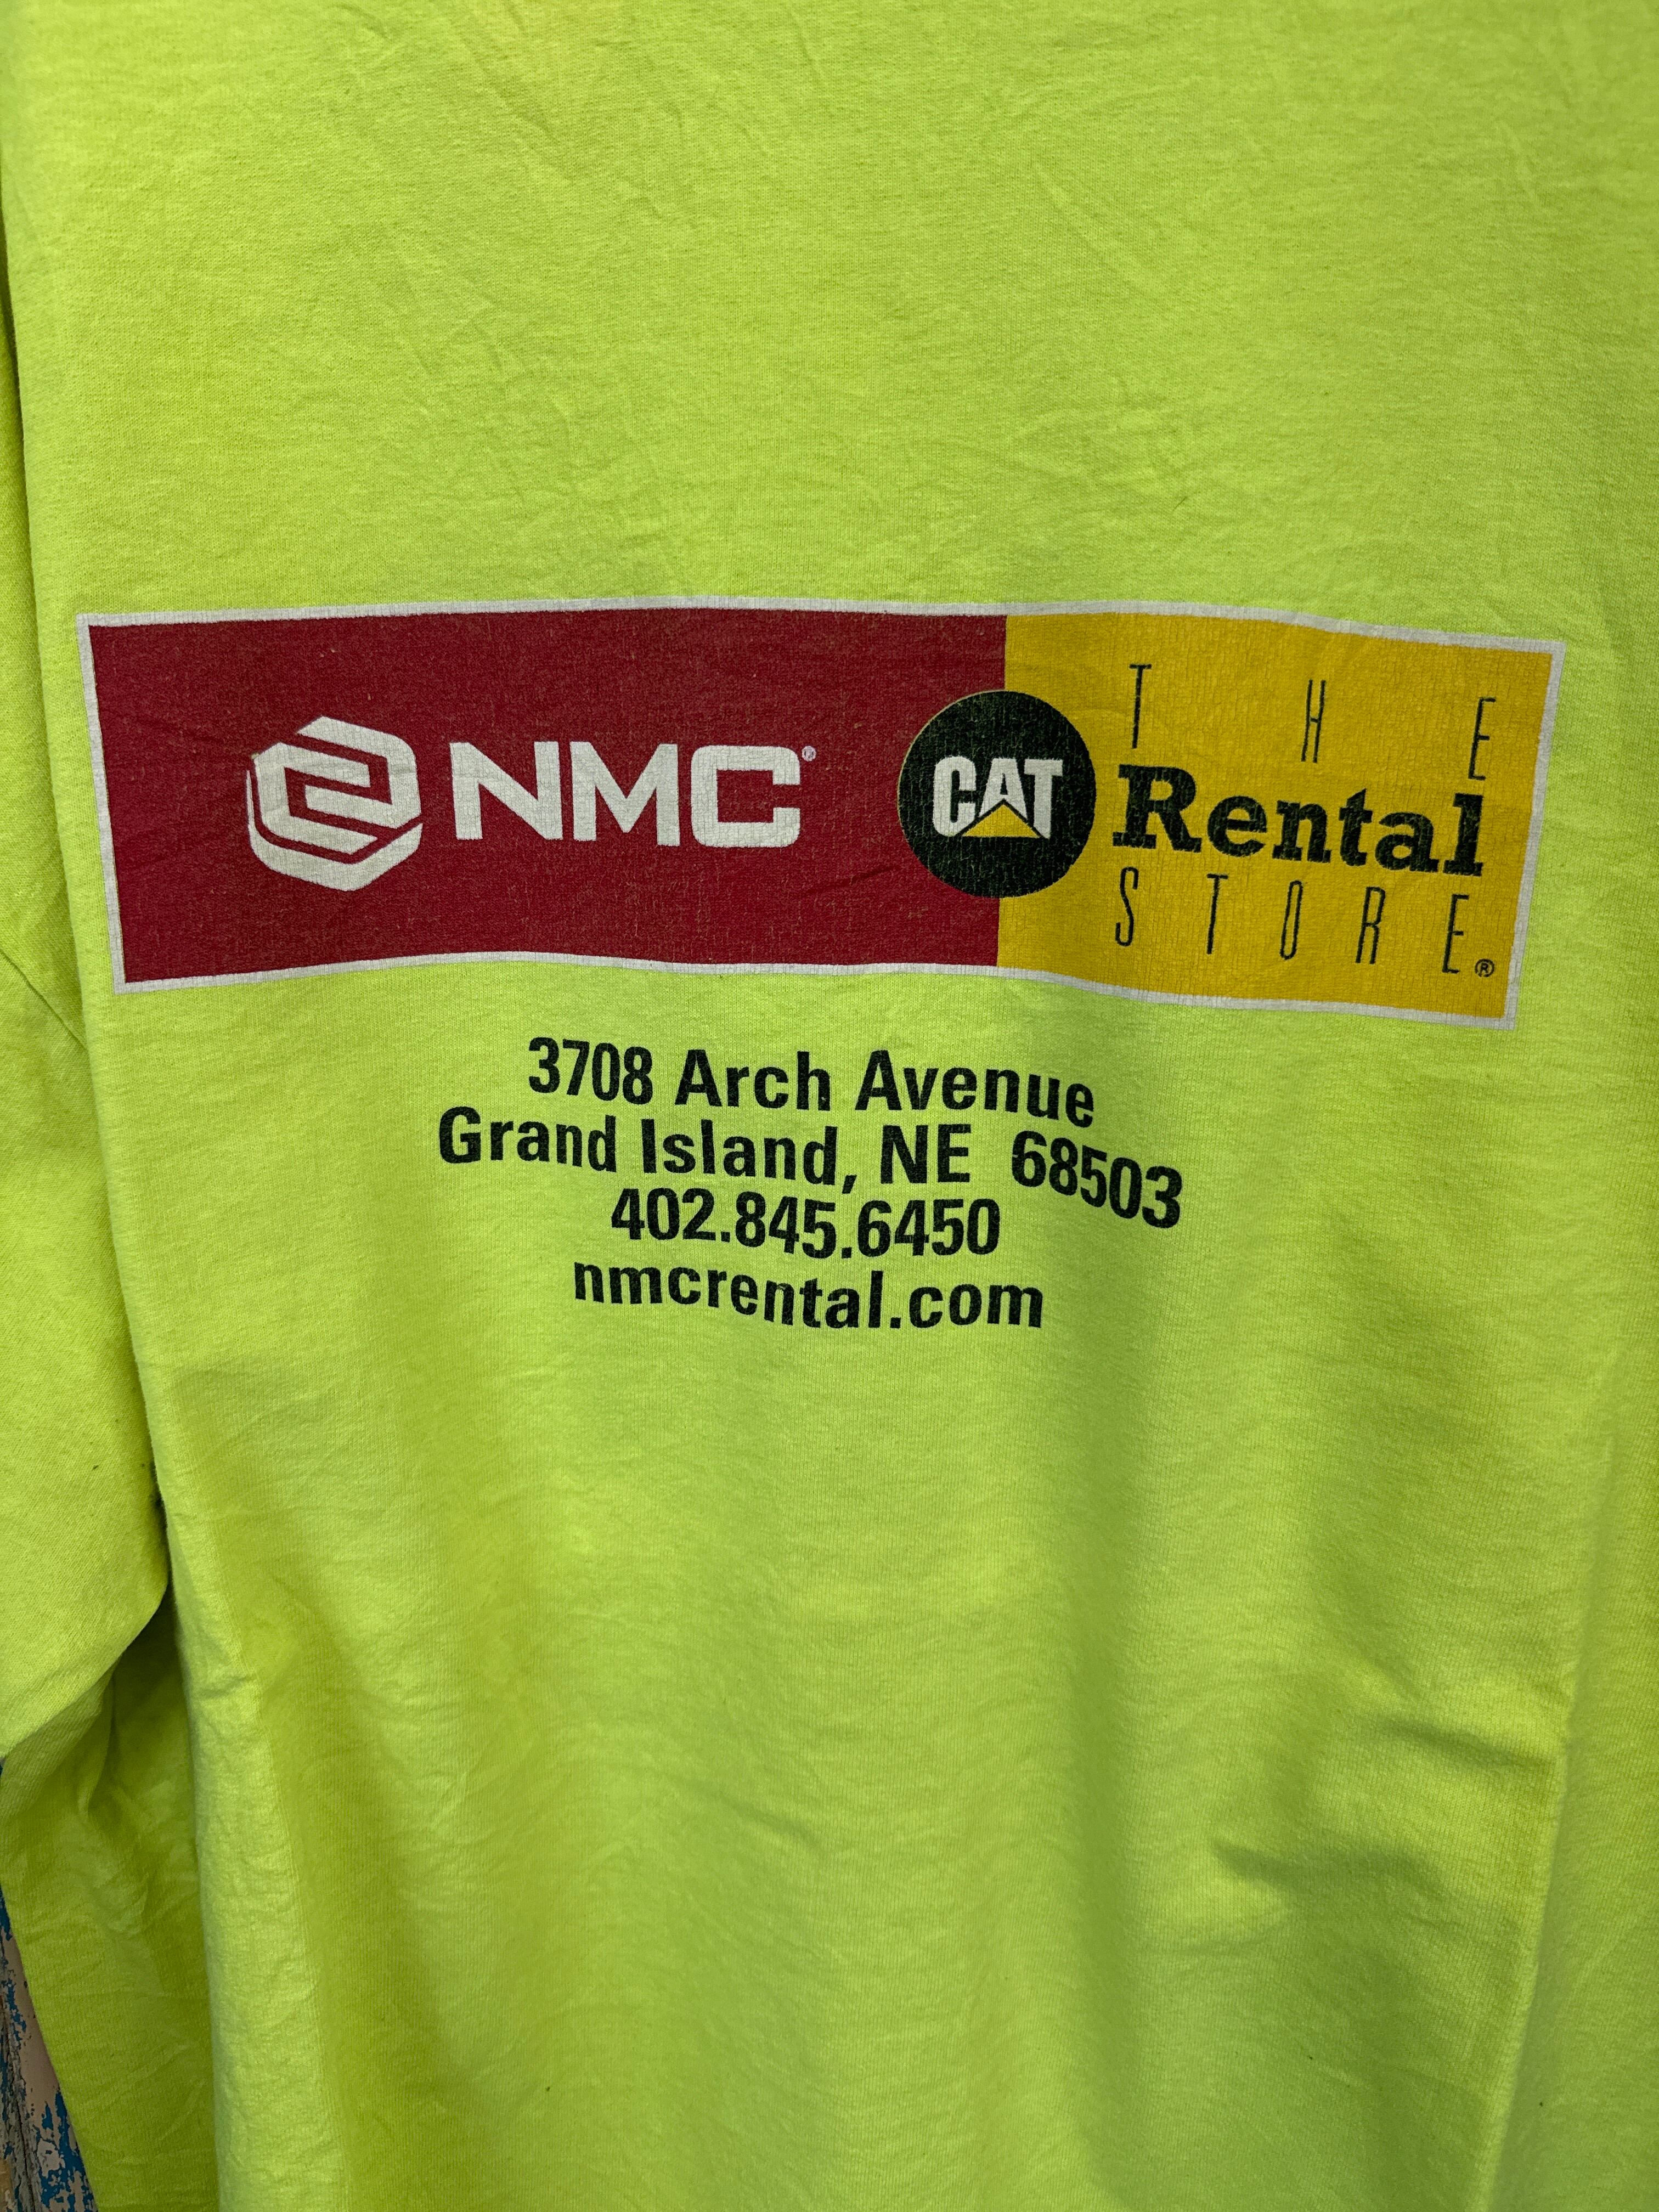 NMC®
CAT
THE
Rental
STORE®
3708 Arch Avenue
Grand Island, NE 68503
402.845.6450
nmcrental.com